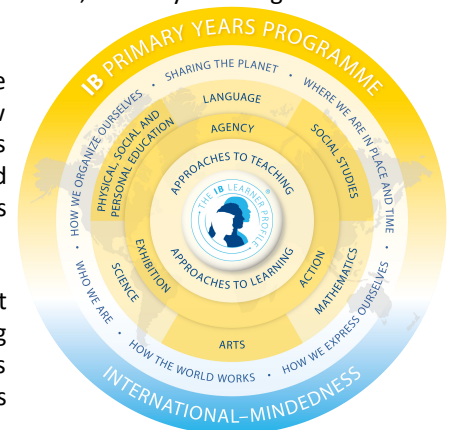 IB PRIMARY YEARS PROGRAMME
SHARING THE PLANET
•
WHERE WE ARE IN PLACE AND TIME
•
HOW WE EXPRESS OURSELVES
•
HOW THE WORLD WORKS
•
WHO WE ARE
•
HOW WE ORGANIZE OURSELVES
•
LANGUAGE
SOCIAL STUDIES
MATHEMATICS
ARTS
SCIENCE
PHYSICAL, SOCIAL AND
PERSONAL EDUCATION
AGENCY
ACTION
EXHIBITION
APPROACHES TO TEACHING
THE IB LEARNER PROFILE
APPROACHES TO LEARNING
INTERNATIONAL–MINDEDNESS